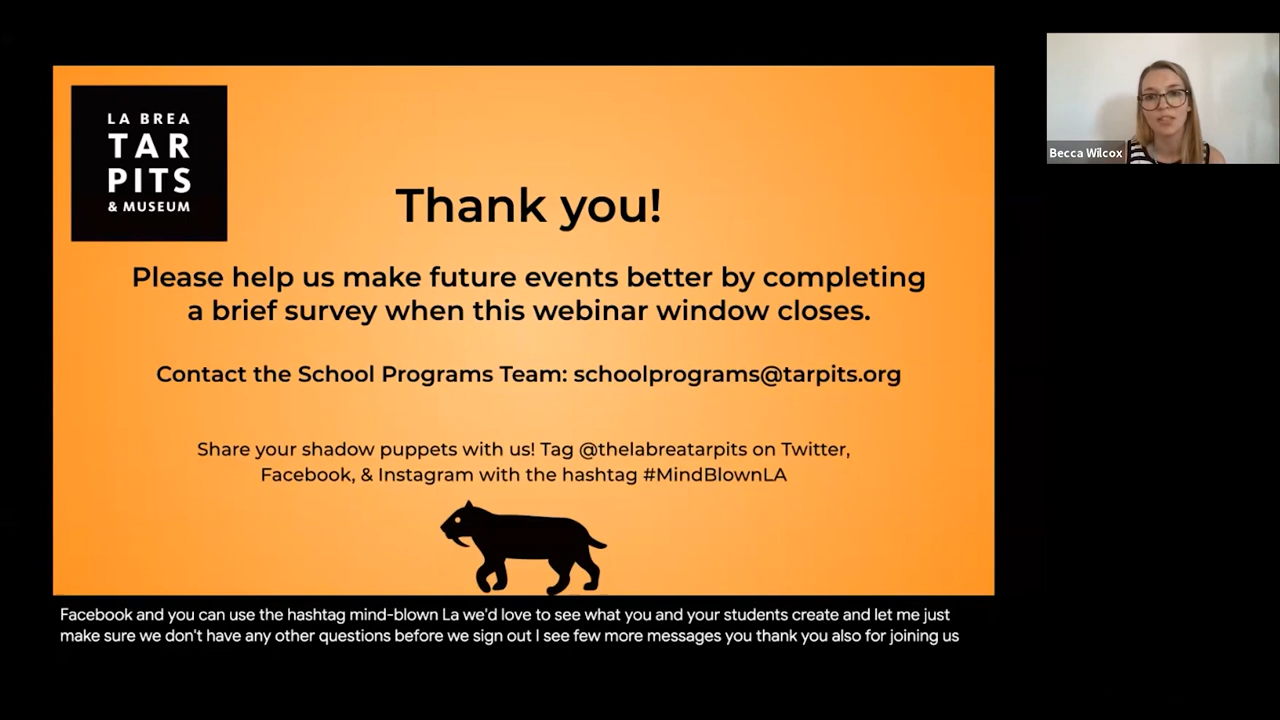 LA BREA
TAR
PITS
& MUSEUM
Thank you!
Please help us make future events better by completing
a brief survey when this webinar window closes.
Contact the School Programs Team: schoolprograms@tarpits.org
Share your shadow puppets with us! Tag @thelabreatarpits on Twitter,
Facebook, & Instagram with the hashtag #MindBlownLA
Becca Wilcox
Facebook and you can use the hashtag mind-blown La we'd love to see what you and your students create and let me just
make sure we don't have any other questions before we sign out I see few more messages you thank you also for joining us